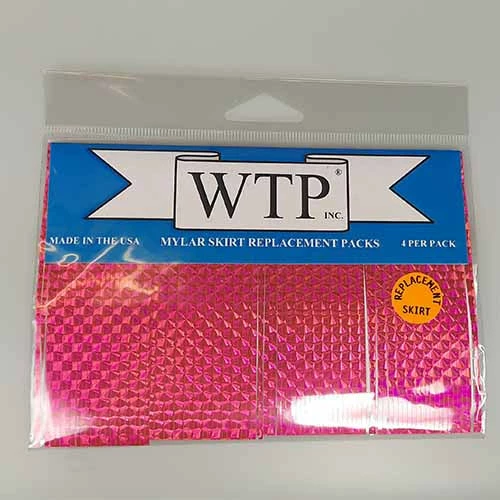 WTP®
INC.
MADE IN THE USA MYLAR SKIRT REPLACEMENT PACKS 4 PER PACK
REPLACEMENT
SKIRT